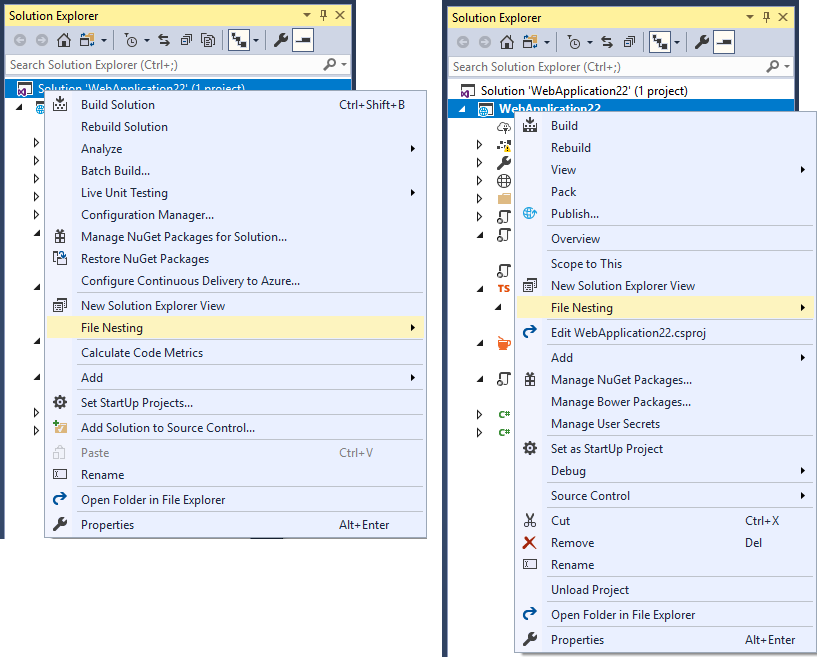 Solution Explorer
Search Solution Explorer (Ctrl+;)
Solution 'WebApplication22' (1 project)
Build Solution Ctrl+Shift+B
Rebuild Solution
Analyze
Batch Build...
Live Unit Testing
Configuration Manager...
Manage NuGet Packages for Solution...
Restore NuGet Packages
Configure Continuous Delivery to Azure...
New Solution Explorer View
File Nesting
Calculate Code Metrics
Add
Set StartUp Projects...
Add Solution to Source Control...
Paste Ctrl+V
Rename
Open Folder in File Explorer
Properties Alt+Enter
Solution Explorer
Search Solution Explorer (Ctrl+;)
Solution 'WebApplication22' (1 project)
WebApplication22
TS
C#
C#
Build
Rebuild
View
Pack
Publish...
Overview
Scope to This
New Solution Explorer View
File Nesting
Edit WebApplication22.csproj
Add
Manage NuGet Packages...
Manage Bower Packages...
Manage User Secrets
Set as StartUp Project
Debug
Source Control
Cut Ctrl+X
Remove Del
Rename
Unload Project
Open Folder in File Explorer
Properties Alt+Enter